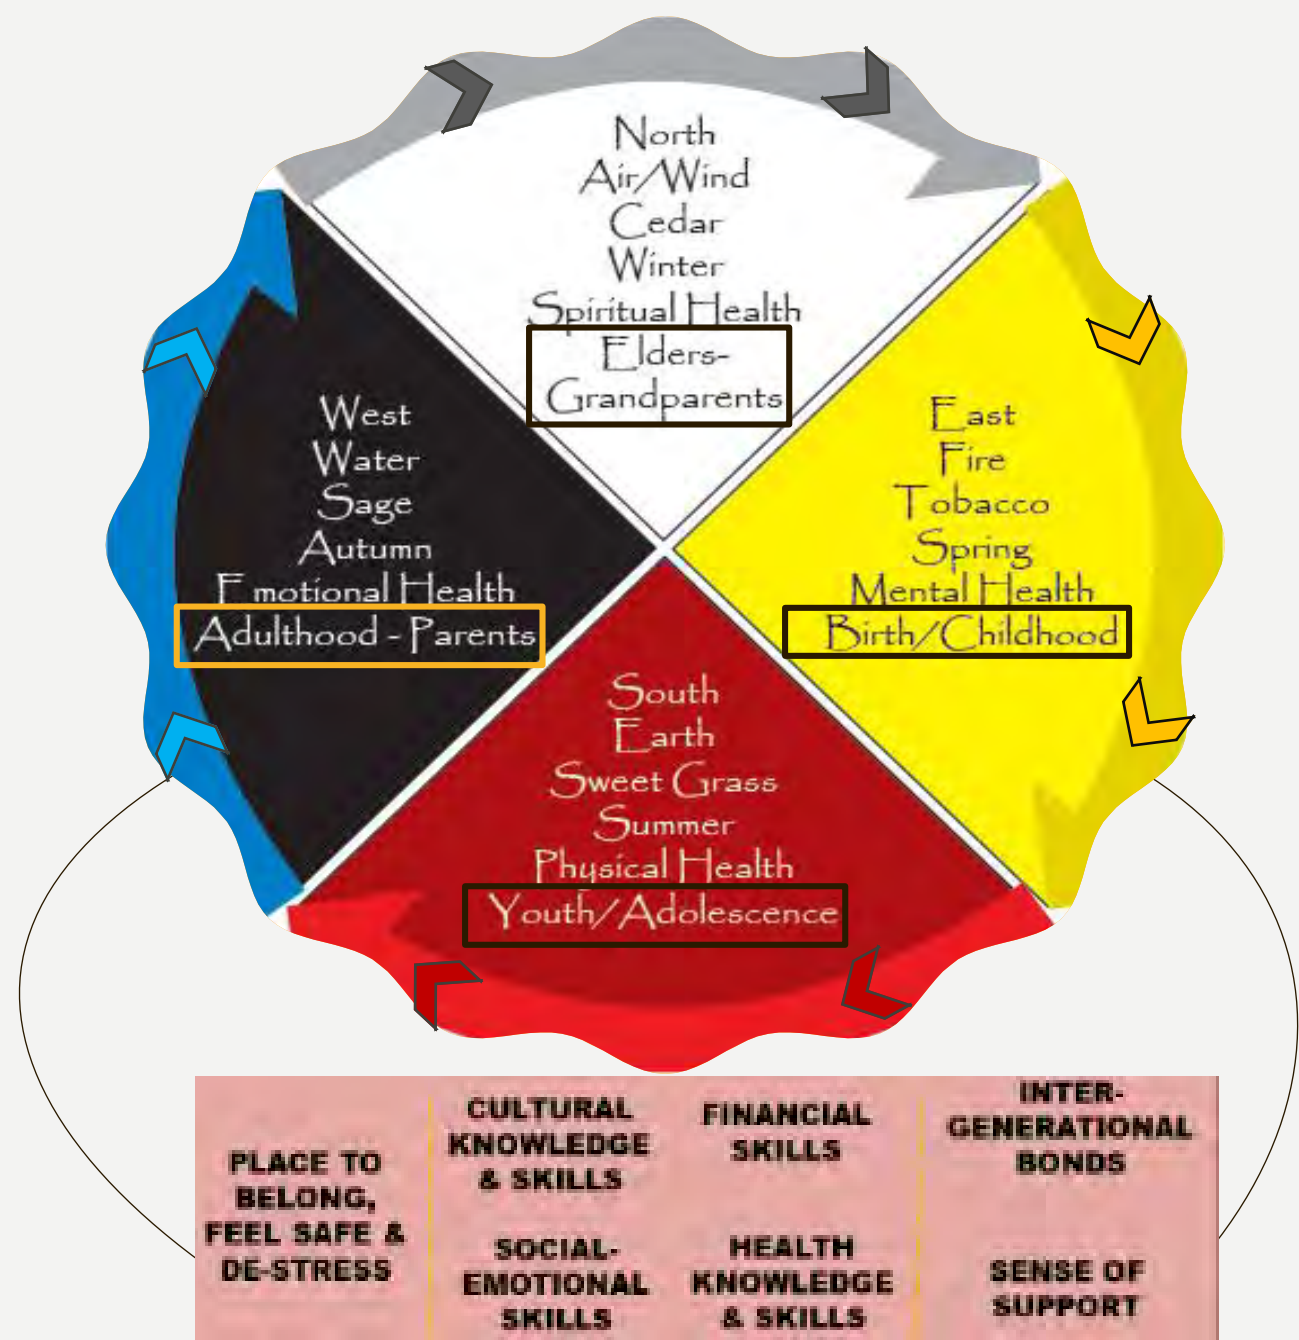 North
Air/Wind
Cedar
Winter
Spiritual Health
Elders-
Grandparents
West
Water
Sage
Autumn
Emotional Health
Adulthood - Parents
East
Fire
Tobacco
Spring
Mental Health
Birth/Childhood
South
Earth
Sweet Grass
Summer
Physical Health
Youth/Adolescence
PLACE TO
BELONG,
FEEL SAFE &
DE-STRESS
CULTURAL
KNOWLEDGE
& SKILLS
SOCIAL-
EMOTIONAL
SKILLS
FINANCIAL
SKILLS
HEALTH
KNOWLEDGE
& SKILLS
INTER-
GENERATIONAL
BONDS
SENSE OF
SUPPORT